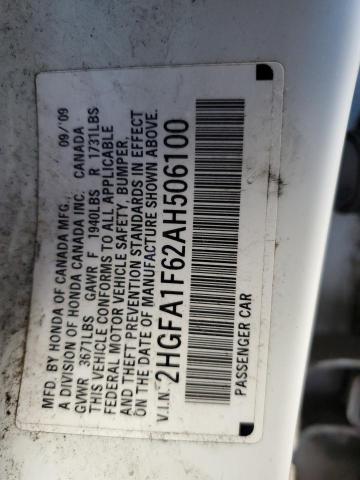 MFD. BY HONDA OF CANADA MFG., 09/09
A DIVISION OF HONDA CANADA INC. CANADA
GVWR 3671LBS GAWR F 1940LBS R 1731LBS
THIS VEHICLE CONFORMS TO ALL APPLICABLE
FEDERAL MOTOR VEHICLE SAFETY, BUMPER,
AND THEFT PREVENTION STANDARDS IN EFFECT
ON THE DATE OF MANUFACTURE SHOWN ABOVE.
V.I.N. 2HGFA1F62AH506100
PASSENGER CAR